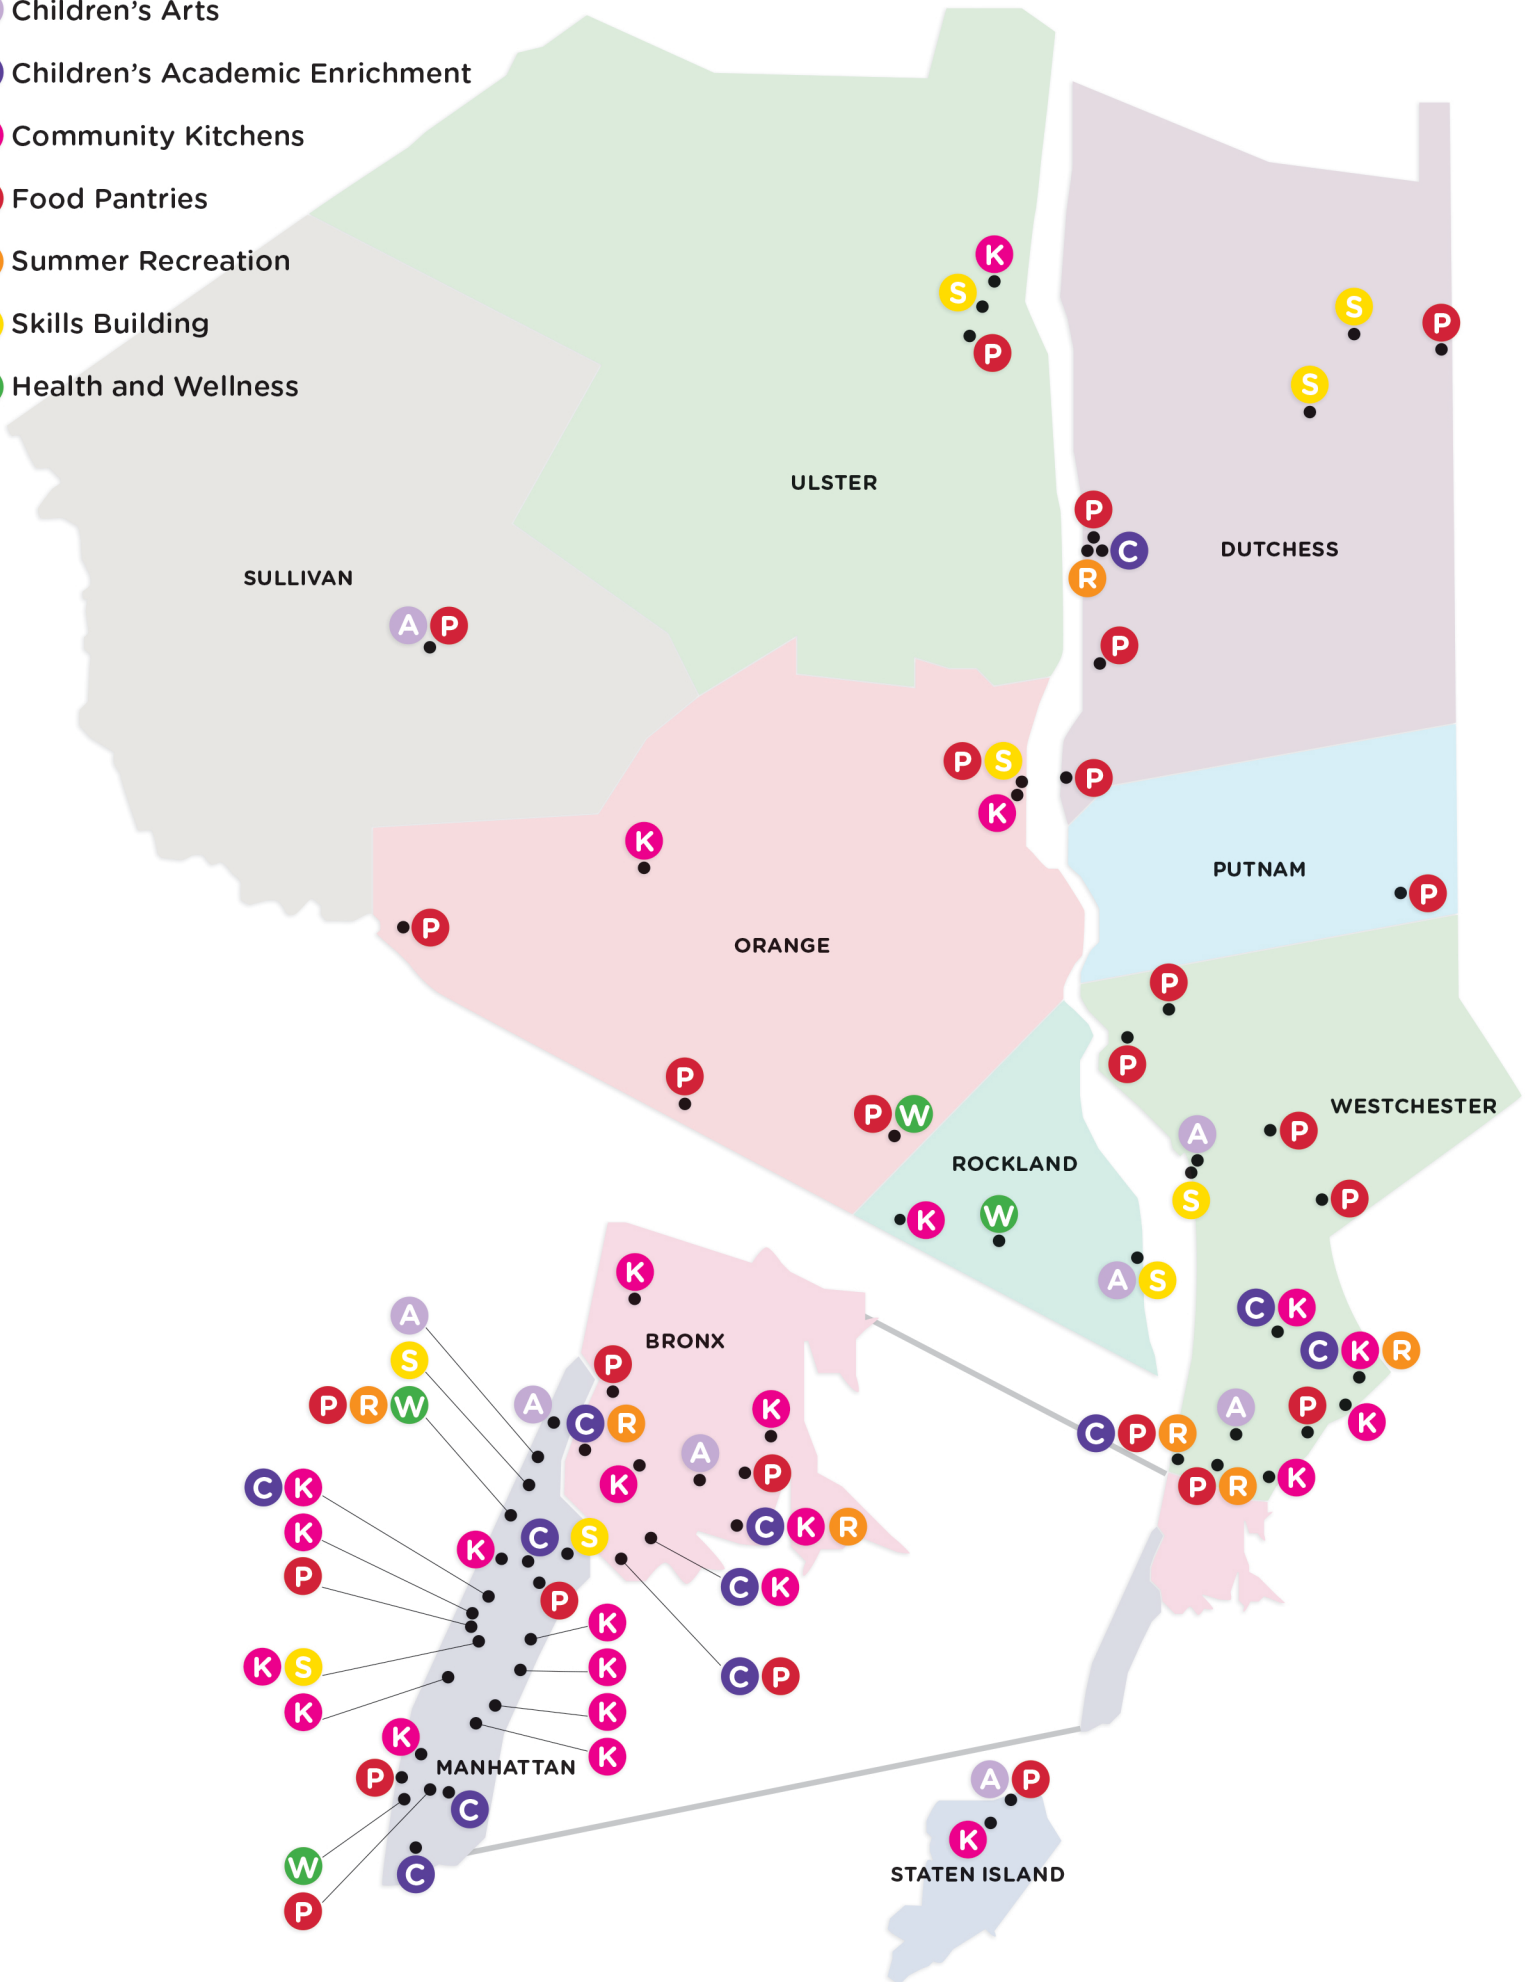 Children's Arts
Children's Academic Enrichment
Community Kitchens
Food Pantries
Summer Recreation
Skills Building
Health and Wellness
K
S
P
S
P
S
ULSTER
P
C
R
DUTCHESS
SULLIVAN
A P
P
P S
K
P
K
PUTNAM
P
P
ORANGE
P
P
P
P W
WESTCHESTER
A
P
S
P
ROCKLAND
K
W
A S
C K
C K R
A
P
K
C P R
P R
K
K
BRONX
A
S
P R W
P
A
C R
K
A
K
P
C K
K
P
K
C
S
P
C K R
C K
C P
K S
K
K
K
K
K
K
P
MANHATTAN
C
W
P
C
A P
K
STATEN ISLAND